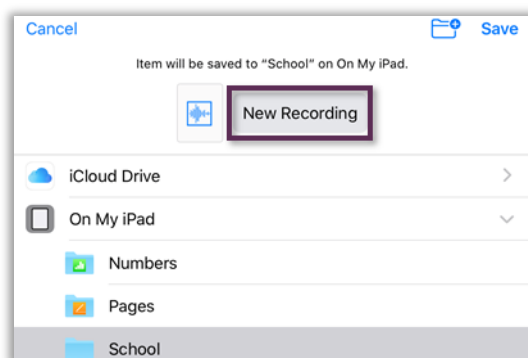 Cancel Save
Item will be saved to “School” on On My iPad.
New Recording
iCloud Drive
On My iPad
Numbers
Pages
School